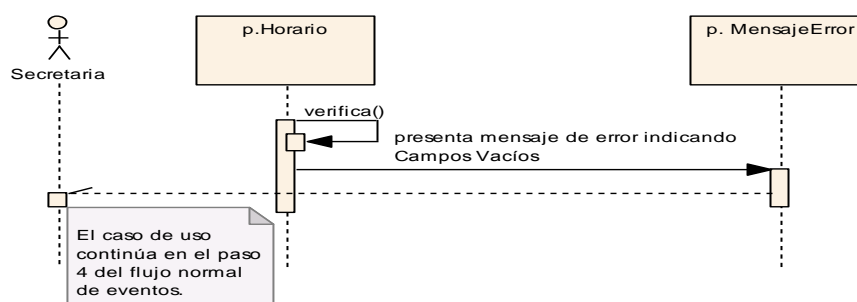 p.Horario
p. MensajeError
Secretaria
verifica()
presenta mensaje de error indicando
Campos Vacíos
El caso de uso
continúa en el paso
4 del flujo normal
de eventos.